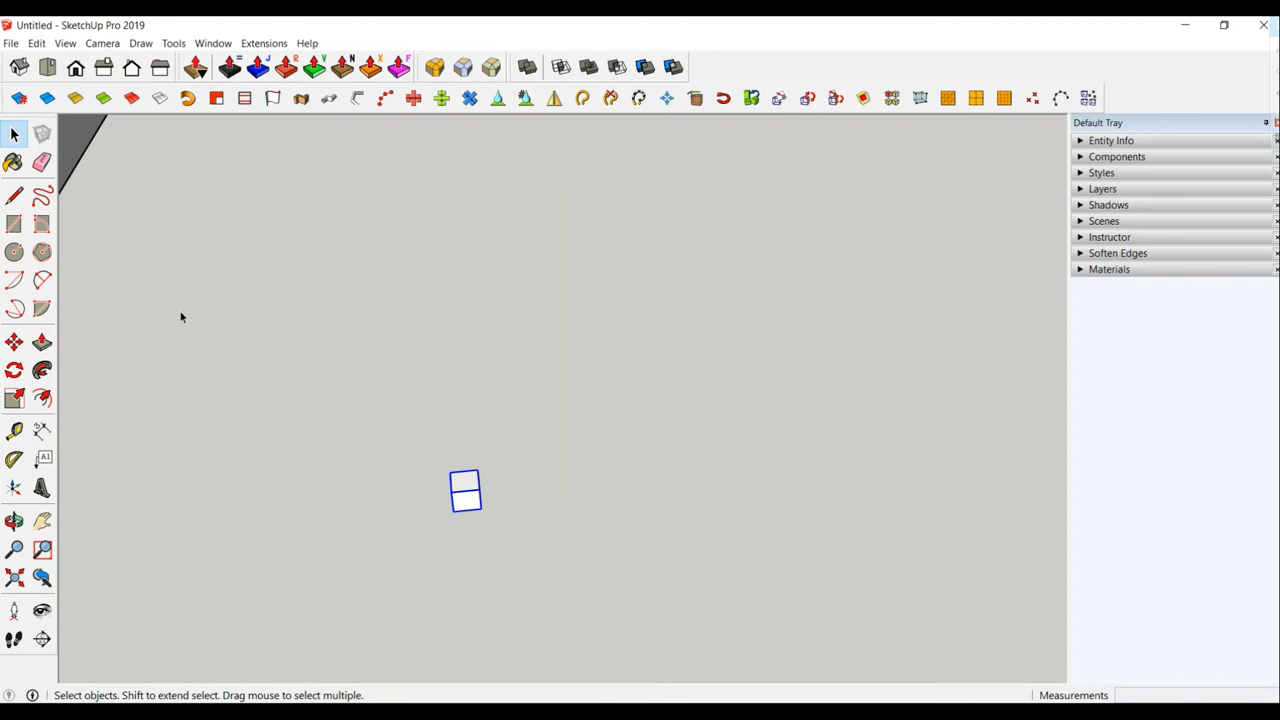 Untitled - SketchUp Pro 2019
File Edit View Camera Draw Tools Window Extensions Help
= J R V N X F
Default Tray
Entity Info
Components
Styles
Layers
Shadows
Scenes
Instructor
Soften Edges
Materials
A1
Select objects. Shift to extend select. Drag mouse to select multiple.
Measurements